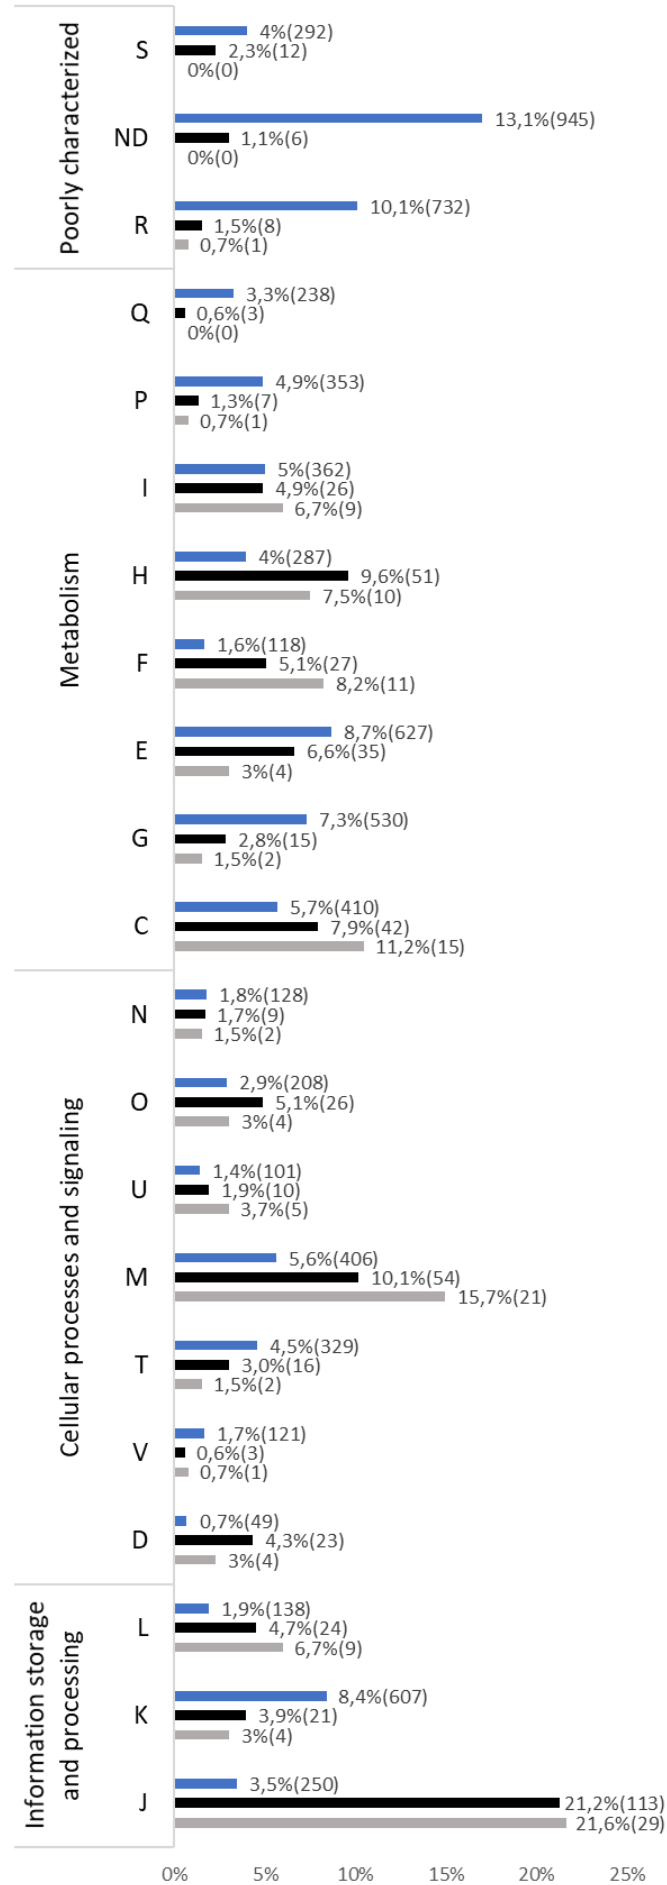 Poorly characterized
S
4%(292)
2,3%(12)
0%(0)
ND
13,1%(945)
1,1%(6)
0%(0)
R
10,1%(732)
1,5%(8)
0,7%(1)
Metabolism
Q
3,3%(238)
0,6%(3)
0%(0)
P
4,9%(353)
1,3%(7)
0,7%(1)
I
5%(362)
4,9%(26)
6,7%(9)
H
4%(287)
9,6%(51)
7,5%(10)
F
1,6%(118)
5,1%(27)
8,2%(11)
E
8,7%(627)
6,6%(35)
3%(4)
G
7,3%(530)
2,8%(15)
1,5%(2)
C
5,7%(410)
7,9%(42)
11,2%(15)
Cellular processes and signaling
N
1,8%(128)
1,7%(9)
1,5%(2)
O
2,9%(208)
5,1%(26)
3%(4)
U
1,4%(101)
1,9%(10)
3,7%(5)
M
5,6%(406)
10,1%(54)
15,7%(21)
T
4,5%(329)
3,0%(16)
1,5%(2)
V
1,7%(121)
0,6%(3)
0,7%(1)
D
0,7%(49)
4,3%(23)
3%(4)
Information storage
and processing
L
1,9%(138)
4,7%(24)
6,7%(9)
K
8,4%(607)
3,9%(21)
3%(4)
J
3,5%(250)
21,2%(113)
21,6%(29)
0% 5% 10% 15% 20% 25%